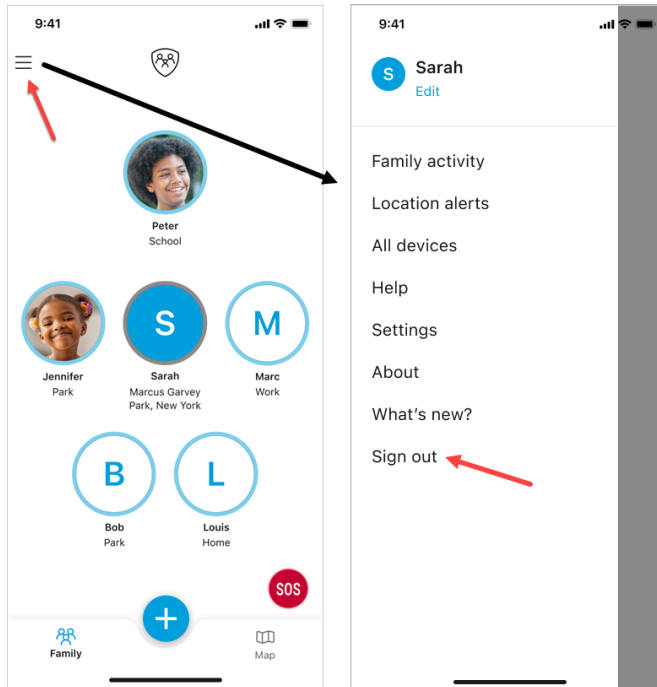 9:41
Peter
School
S
M
Jennifer
Park
Sarah
Marcus Garvey
Park, New York
Marc
Work
B
L
Bob
Park
Louis
Home
SOS
Family
Map
9:41
S
Sarah
Edit
Family activity
Location alerts
All devices
Help
Settings
About
What's new?
Sign out